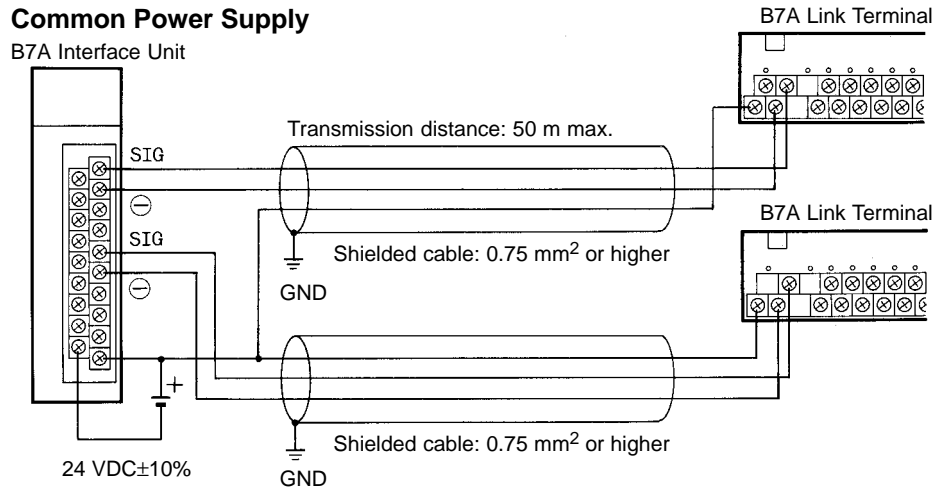 Common Power Supply
B7A Interface Unit
B7A Link Terminal
Transmission distance: 50 m max.
SIG
−
SIG
−
Shielded cable: 0.75 mm² or higher
GND
B7A Link Terminal
+
24 VDC±10%
Shielded cable: 0.75 mm² or higher
GND